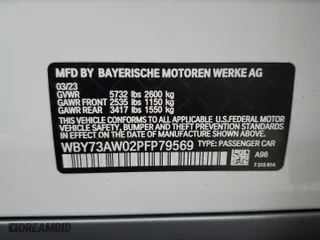 MFD BY BAYERISCHE MOTOREN WERKE AG
03/23
GVWR 5732 lbs 2600 kg
GAWR FRONT 2535 lbs 1150 kg
GAWR REAR 3417 lbs 1550 kg
THIS VEHICLE CONFORMS TO ALL APPLICABLE U.S. FEDERAL MOTOR
VEHICLE SAFETY, BUMPER, AND THEFT PREVENTION STANDARDS
IN EFFECT ON THE DATE OF MANUFACTURE SHOWN ABOVE.
WBY73AW02PFP79569
TYPE: PASSENGER CAR
A96
DREAMBID